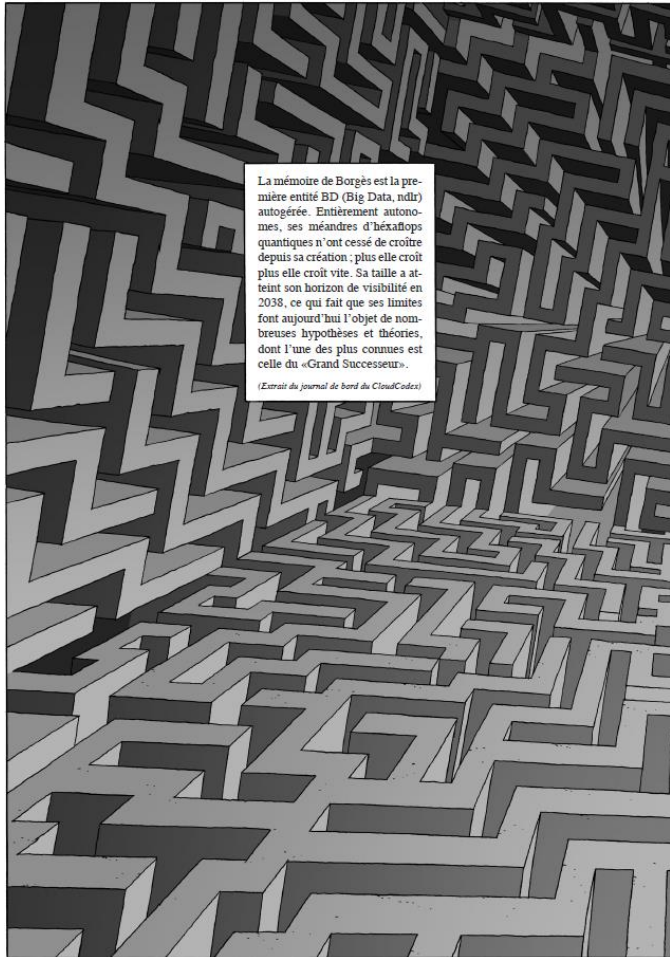 La mémoire de Borgès est la pre-
mière entité BD (Big Data, ndlr)
autogérée. Entièrement autono-
mes, ses méandres d’héxaflops
quantiques n’ont cessé de croître
depuis sa création ; plus elle croît
plus elle croît vite. Sa taille a at-
teint son horizon de visibilité en
2038, ce qui fait que ses limites
font aujourd’hui l’objet de nom-
breuses hypothèses et théories,
dont l’une des plus connues est
celle du «Grand Successeur».
(Extrait du journal de bord du CloudCodex)